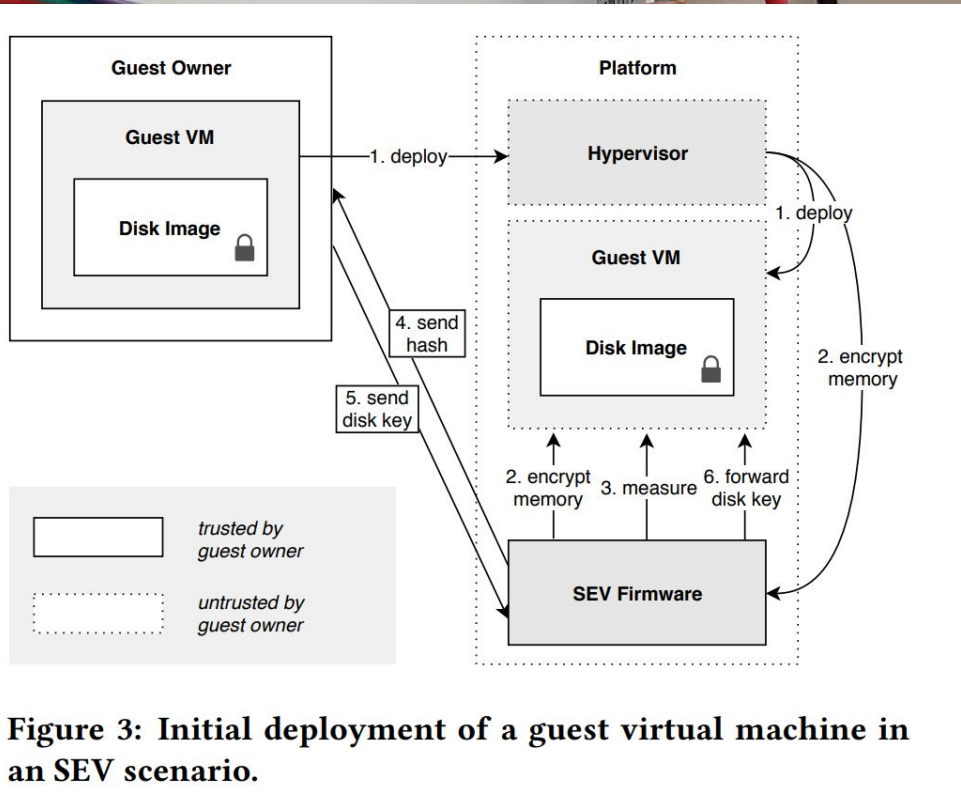 Guest Owner
Guest VM
Disk Image
1. deploy
Platform
Hypervisor
1. deploy
Guest VM
Disk Image
2. encrypt
memory
4. send
hash
5. send
disk key
2. encrypt
memory
3. measure
6. forward
disk key
SEV Firmware
trusted by
guest owner
untrusted by
guest owner
Figure 3: Initial deployment of a guest virtual machine in
an SEV scenario.